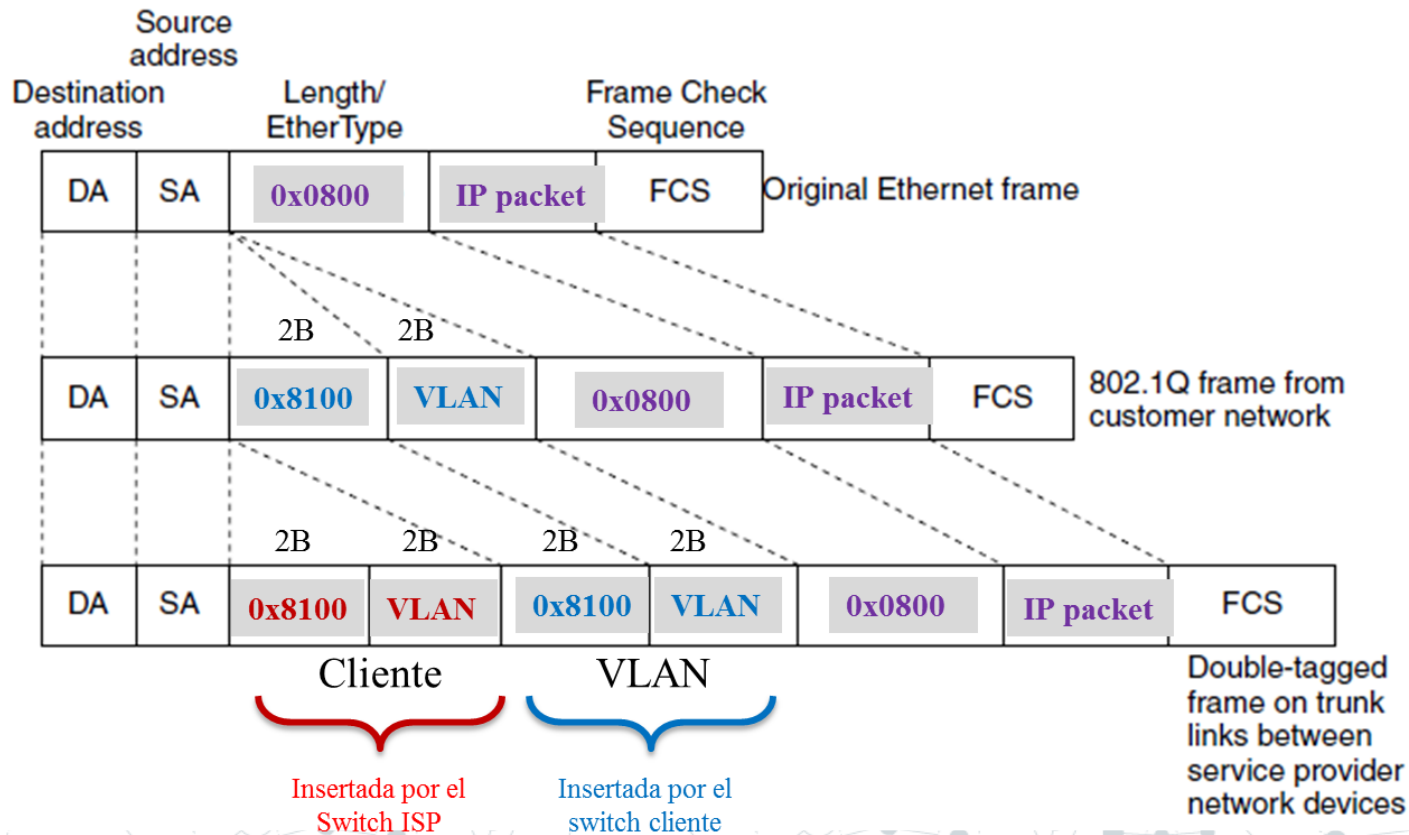 Source
address
Destination
address
Length/
EtherType
Frame Check
Sequence
DA SA 0x0800 IP packet FCS Original Ethernet frame
2B 2B
DA SA 0x8100 VLAN 0x0800 IP packet FCS
802.1Q frame from
customer network
2B 2B 2B 2B
DA SA 0x8100 VLAN 0x8100 VLAN 0x0800 IP packet FCS
Cliente VLAN
Double-tagged
frame on trunk
links between
service provider
network devices
Insertada por el
Switch ISP
Insertada por el
switch cliente